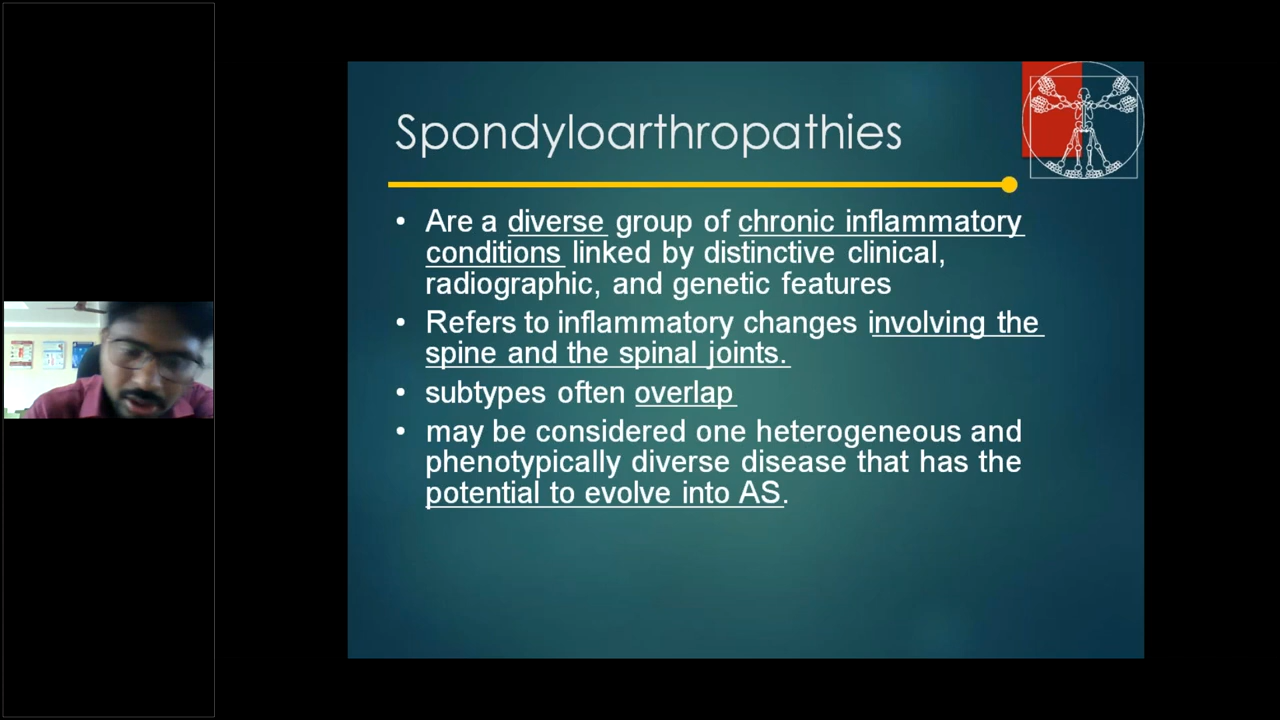 Spondyloarthropathies
• Are a diverse group of chronic inflammatory
conditions linked by distinctive clinical,
radiographic, and genetic features
• Refers to inflammatory changes involving the
spine and the spinal joints.
• subtypes often overlap
• may be considered one heterogeneous and
phenotypically diverse disease that has the
potential to evolve into AS.